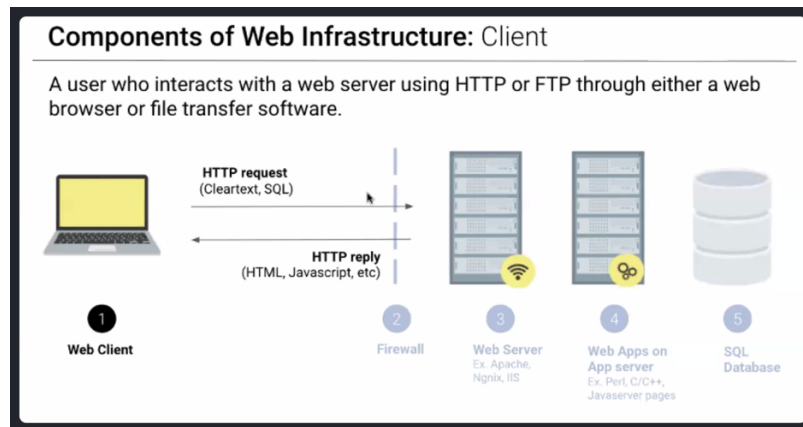 Components of Web Infrastructure: Client
A user who interacts with a web server using HTTP or FTP through either a web
browser or file transfer software.
HTTP request
(Cleartext, SQL)
HTTP reply
(HTML, Javascript, etc)
1
Web Client
2
Firewall
3
Web Server
Ex. Apache,
Ngnix, IIS
4
Web Apps on
App server
Ex. Perl, C/C++,
Javaserver pages
5
SQL
Database